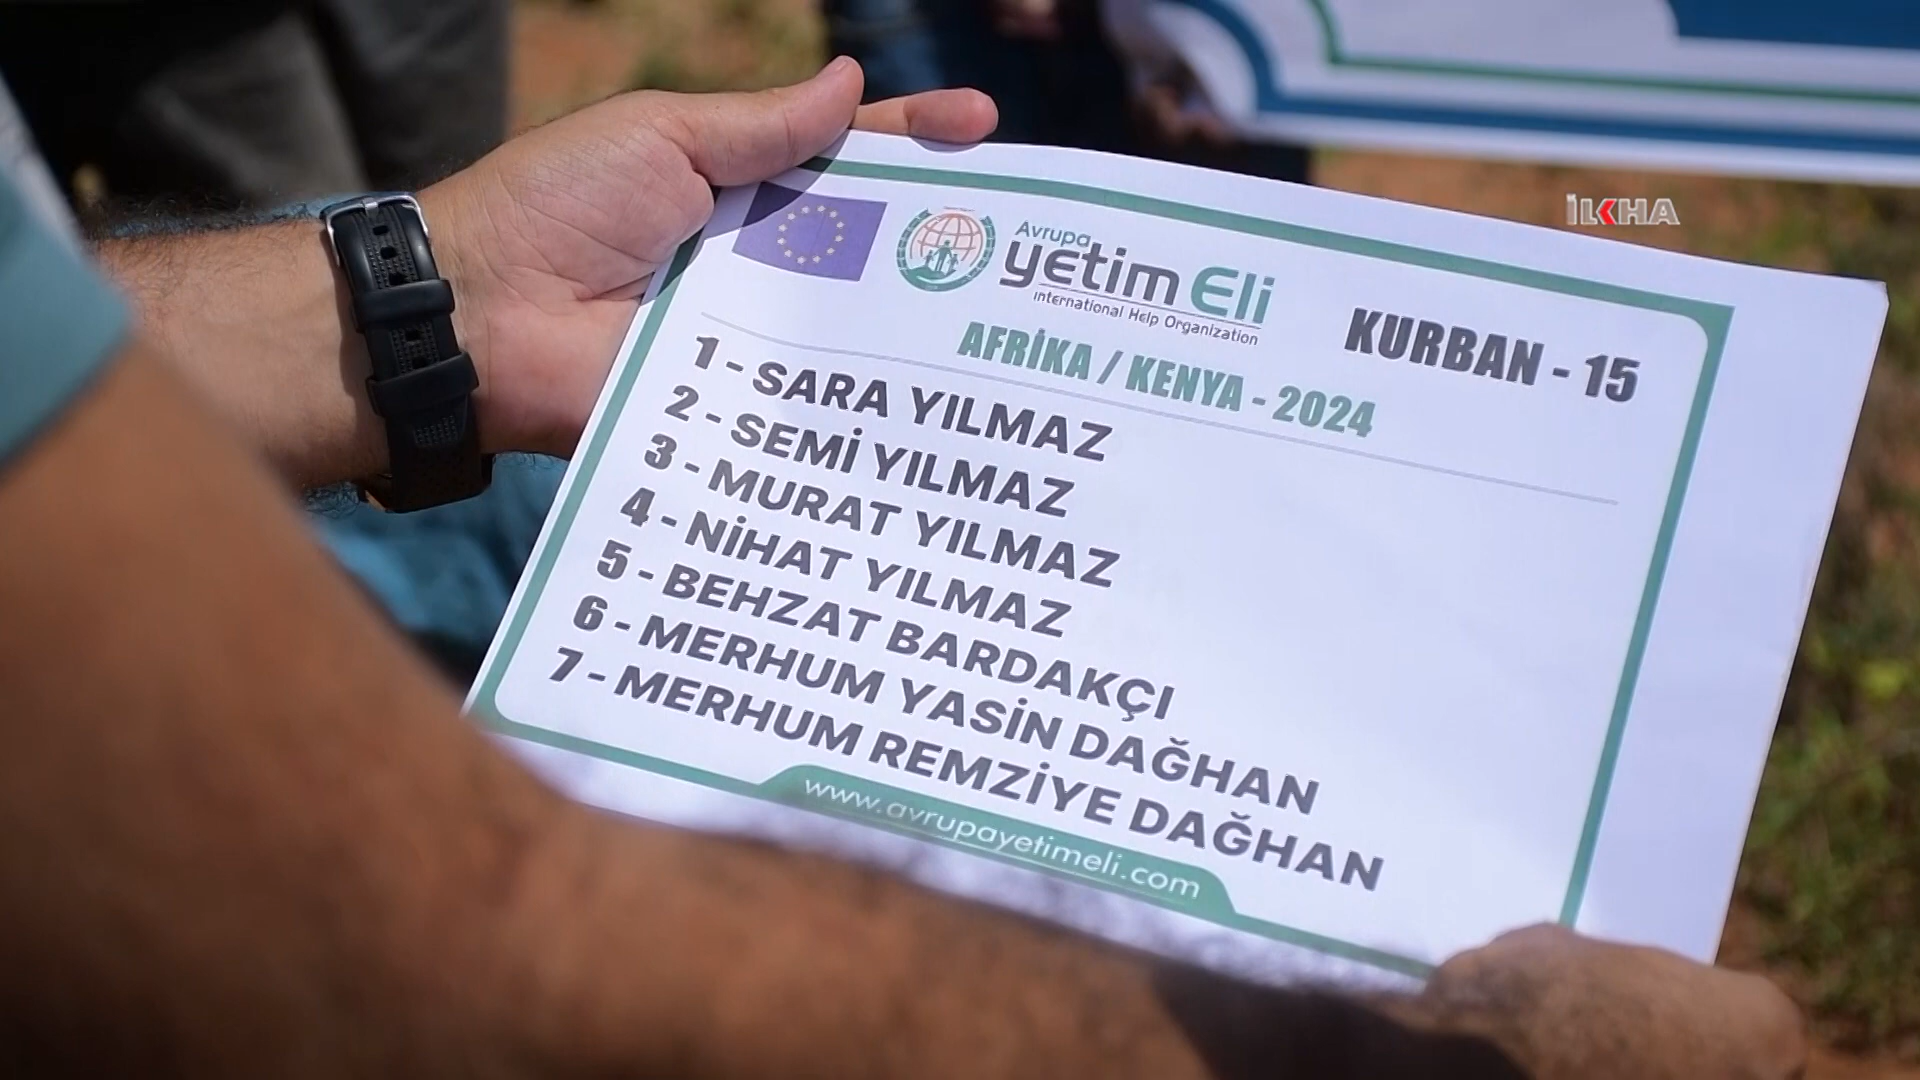 İLKHA
Avrupa
yetim Eli
International Help Organization
KURBAN - 15
AFRİKA / KENYA - 2024
1 - SARA YILMAZ
2 - SEMİ YILMAZ
3 - MURAT YILMAZ
4 - NİHAT YILMAZ
5 - BEHZAT BARDAKÇI
6 - MERHUM YASİN DAĞHAN
7 - MERHUM REMZİYE DAĞHAN
www.avrupayetimeli.com